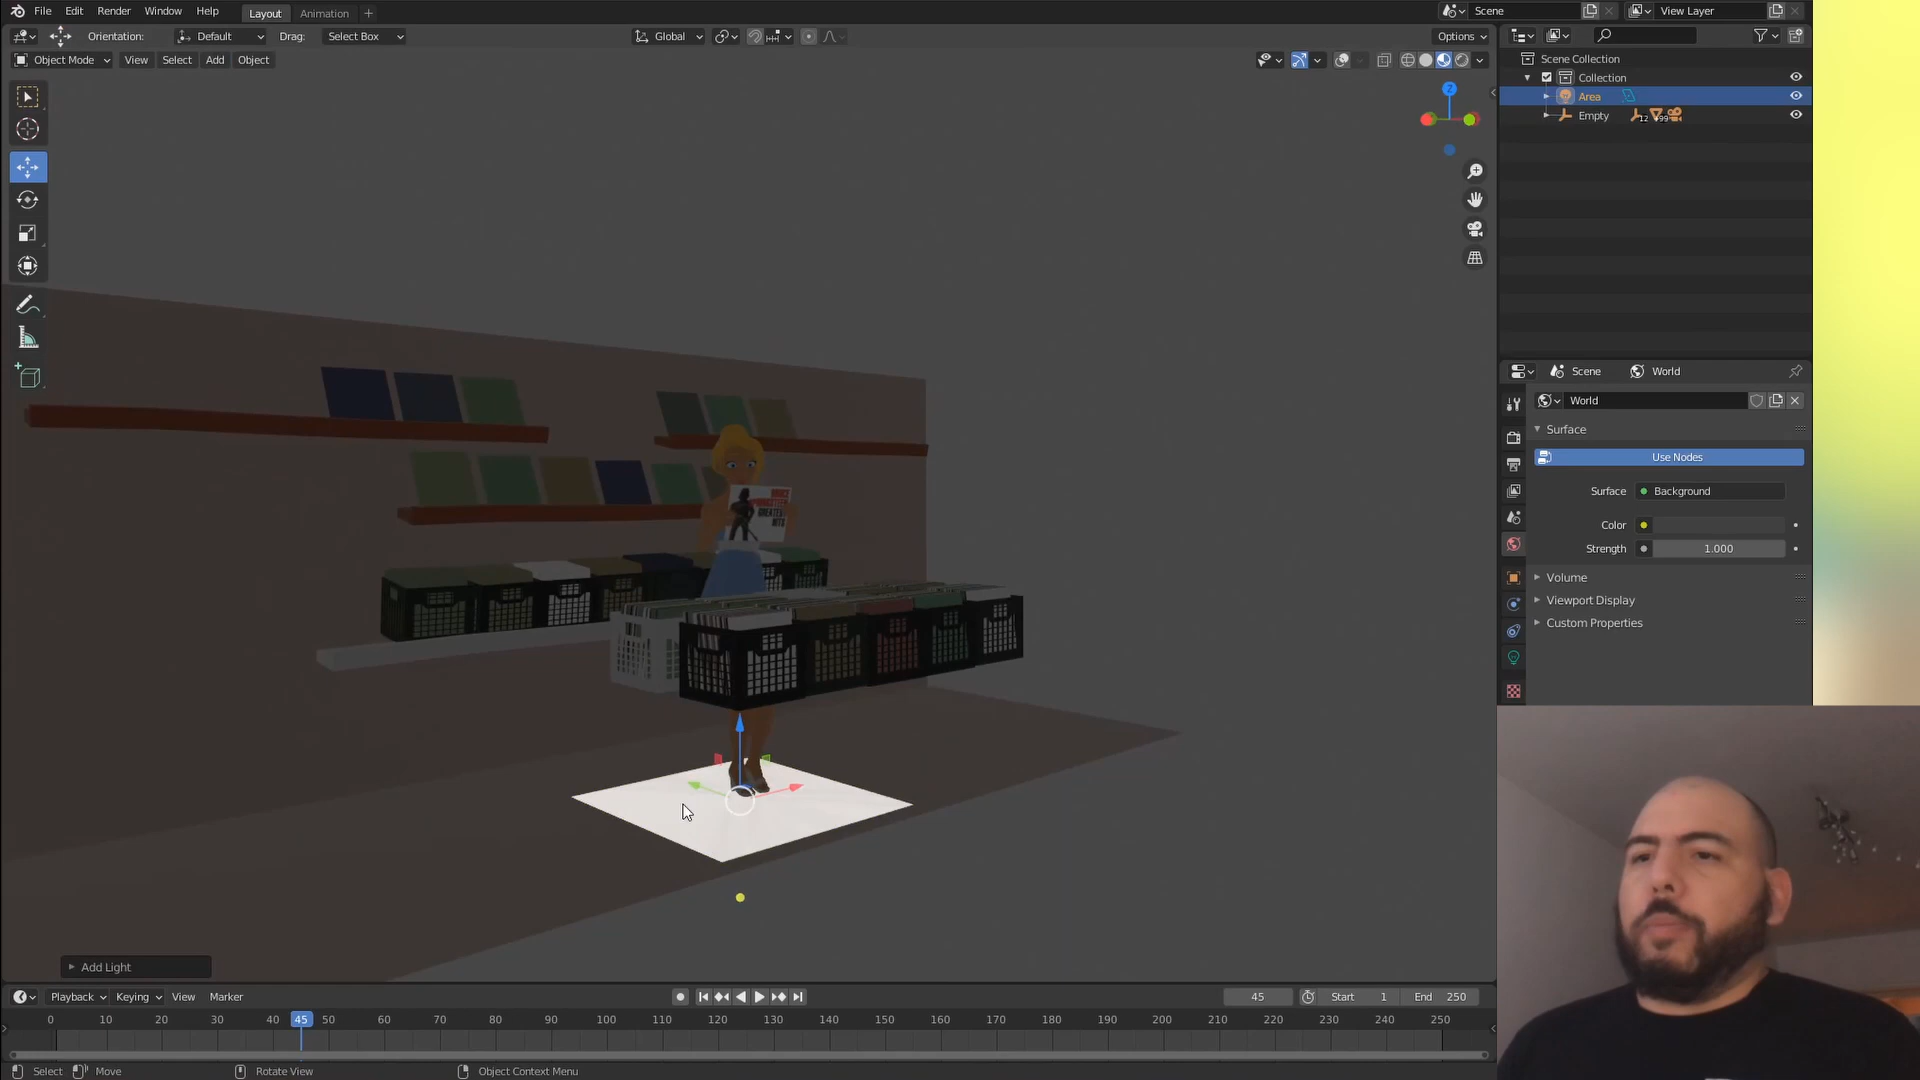 File Edit Render Window Help Layout Animation + Scene View Layer
Orientation: Default Drag: Select Box Global Options
Object Mode View Select Add Object
Scene Collection
Collection
Area
Empty 12 +99
Z
Scene World
World
Surface
Use Nodes
Surface Background
Color
Strength 1.000
Volume
Viewport Display
Custom Properties
GREATEST
HITS
Add Light
Playback Keying View Marker 45 Start 1 End 250
0 10 20 30 40 45 50 60 70 80 90 100 110 120 130 140 150 160 170 180 190 200 210 220 230 240 250
Select Move Rotate View Object Context Menu